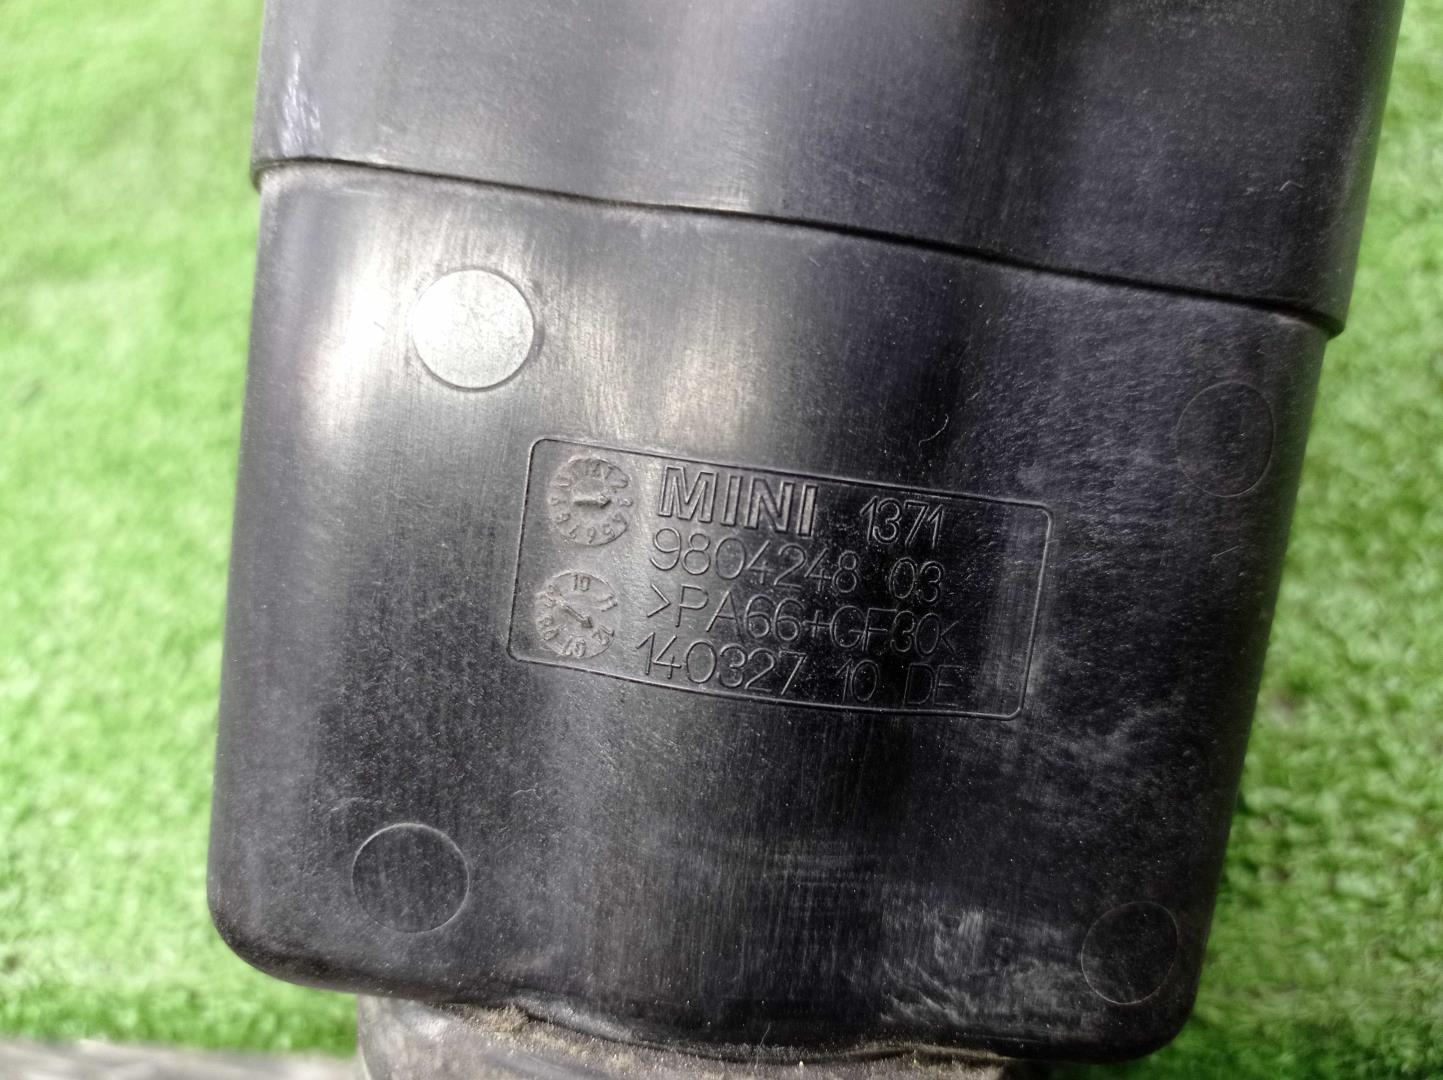 MINI 1371
9804248 03
>PA66+GF30<
140327 10 DE